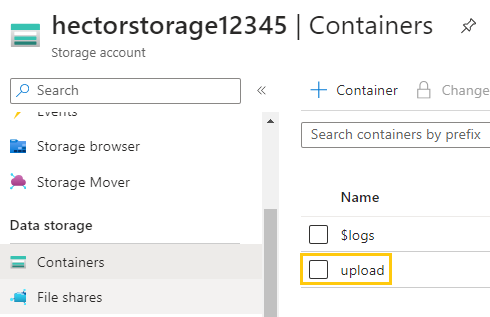 hectorstorage12345 | Containers
Storage account
Search
«
Events
Storage browser
Storage Mover
Data storage
Containers
File shares
+ Container
Change
Search containers by prefix
Name
$logs
upload